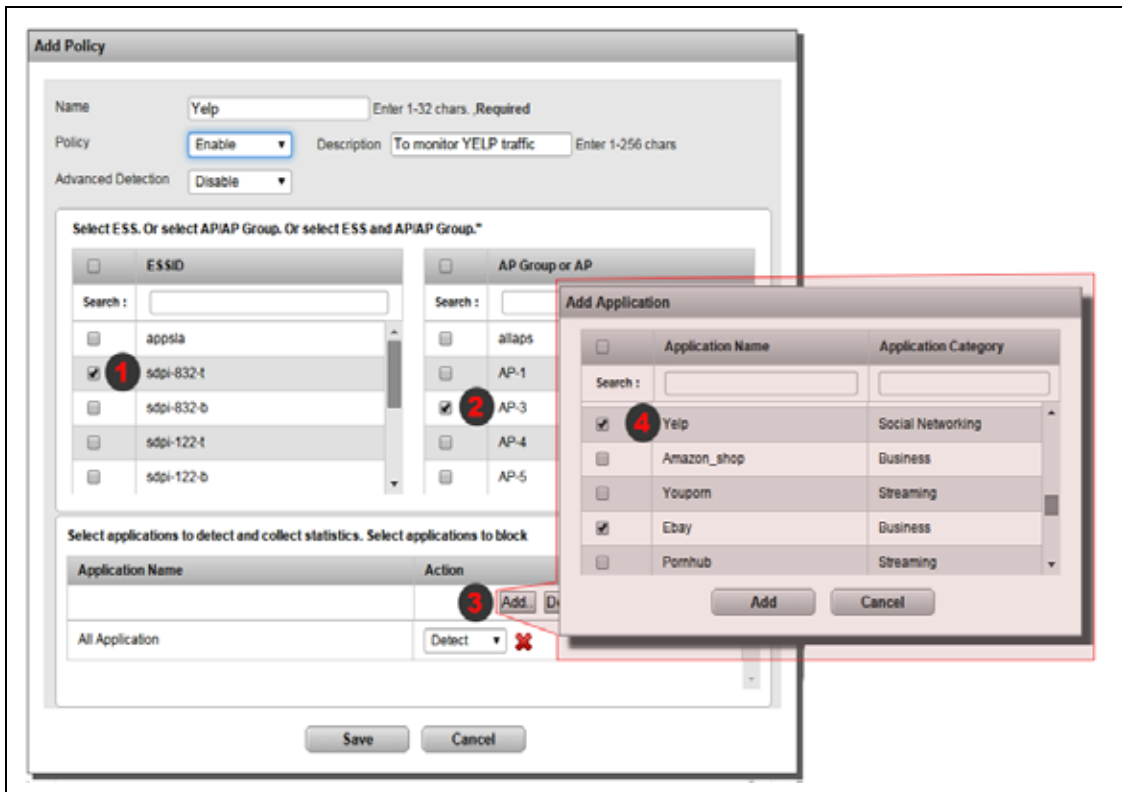 Add Policy
Name Yelp Enter 1-32 chars. ,Required
Policy Enable Description To monitor YELP traffic Enter 1-256 chars
Advanced Detection Disable
Select ESS. Or select AP/AP Group. Or select ESS and AP/AP Group."
ESSID
Search :
appsla
1 sdpi-832-t
sdpi-832-b
sdpi-122-t
sdpi-122-b
AP Group or AP
Search :
allaps
AP-1
2 AP-3
AP-4
AP-5
Select applications to detect and collect statistics. Select applications to block
Application Name Action
3 Add.. De
All Application Detect
Save Cancel
Add Application
Application Name Application Category
Search :
4 Yelp Social Networking
Amazon_shop Business
Youporn Streaming
Ebay Business
Pornhub Streaming
Add Cancel